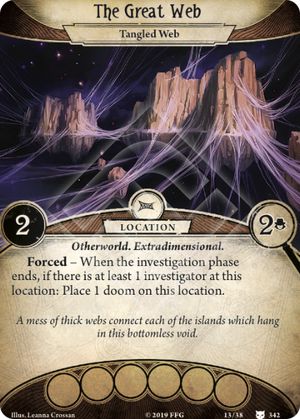 The Great Web
Tangled Web
2
LOCATION
2
Otherworld. Extradimensional.
Forced – When the investigation phase
ends, if there is at least 1 investigator at this
location: Place 1 doom on this location.
A mess of thick webs connect each of the islands which hang
in this bottomless void.
Illus. Leanna Crossan
© 2019 FFG
13/38
342